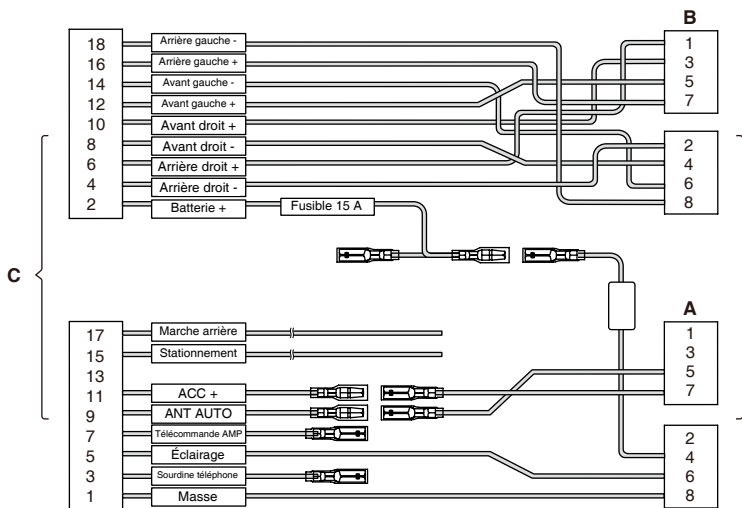 B
18 Arrière gauche - 1
16 Arrière gauche + 3
14 Avant gauche - 5
12 Avant gauche + 7
10 Avant droit +
8 Avant droit - 2
6 Arrière droit + 4
4 Arrière droit - 6
2 Batterie + Fusible 15 A 8
C
A
17 Marche arrière 1
15 Stationnement 3
13 5
11 ACC + 7
9 ANT AUTO
7 Télécommande AMP 2
5 Éclairage 4
3 Sourdine téléphone 6
1 Masse 8